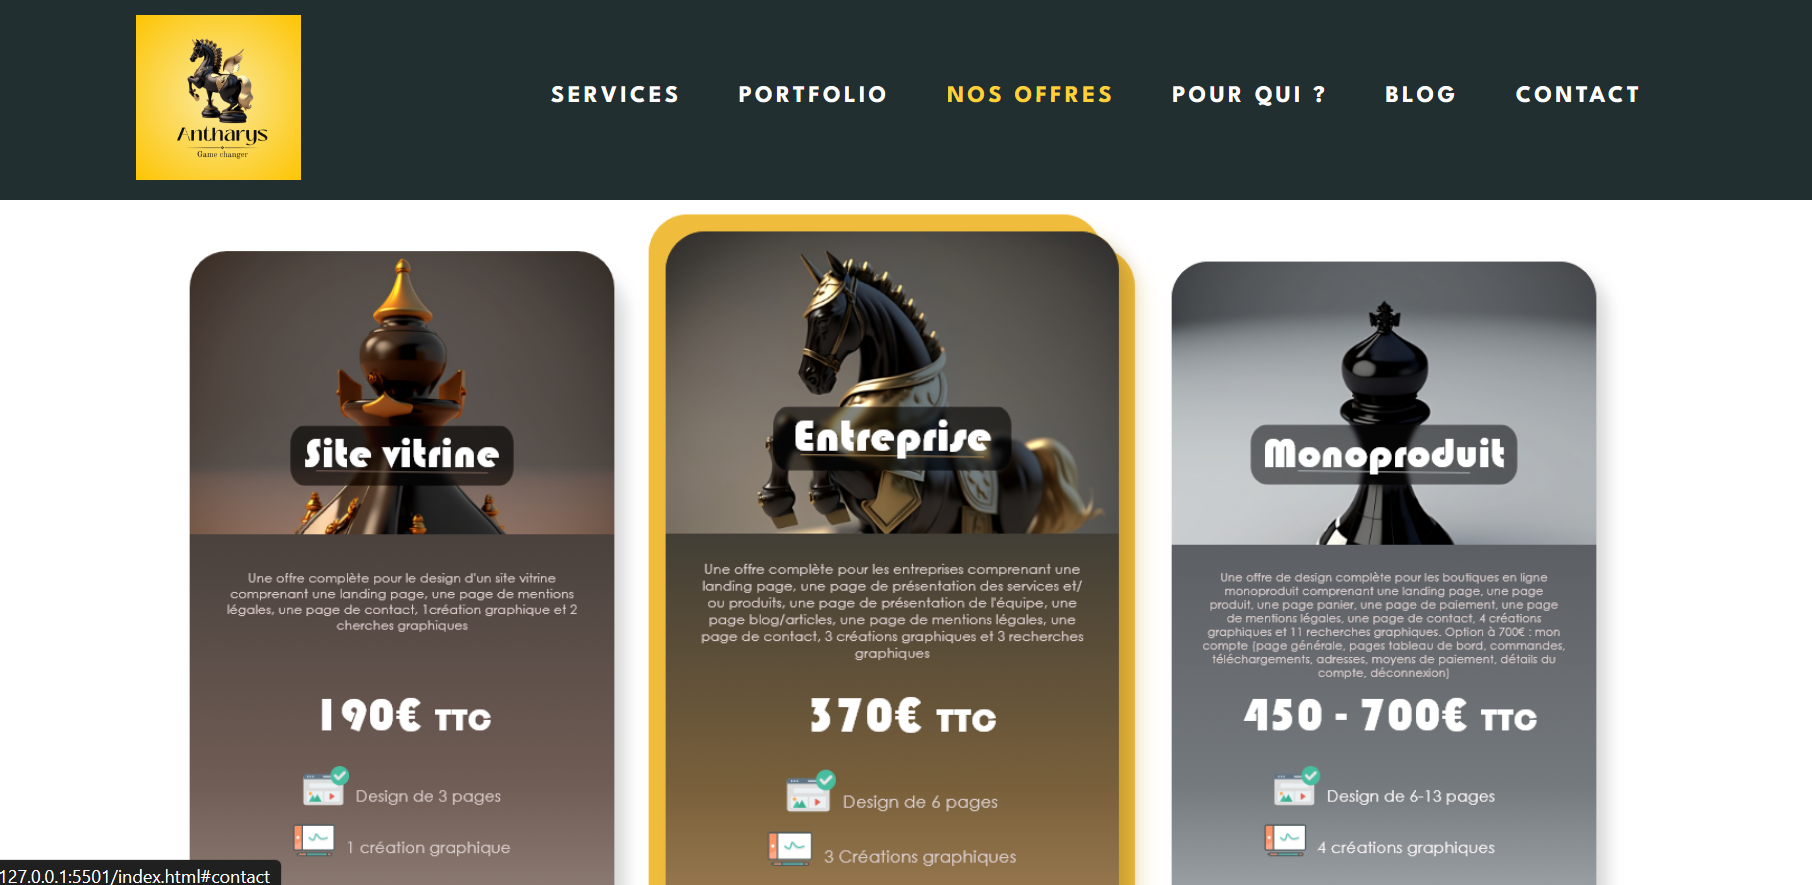 Antharys
Game changer
SERVICES
PORTFOLIO
NOS OFFRES
POUR QUI ?
BLOG
CONTACT
Site vitrine
Une offre complète pour le design d'un site vitrine
comprenant une landing page, une page de mentions
légales, une page de contact, 1création graphique et 2
cherches graphiques
190€ TTC
Design de 3 pages
1 création graphique
Entreprise
Une offre complète pour les entreprises comprenant une
landing page, une page de présentation des services et/
ou produits, une page de présentation de l'équipe, une
page blog/articles, une page de mentions légales, une
page de contact, 3 créations graphiques et 3 recherches
graphiques
370€ TTC
Design de 6 pages
3 Créations graphiques
Monoproduit
Une offre de design complète pour les boutiques en ligne
monoproduit comprenant une landing page, une page
produit, une page panier, une page de paiement, une page
de mentions légales, une page de contact, 4 créations
graphiques et 11 recherches graphiques. Option à 700€ : mon
compte (page générale, pages tableau de bord, commandes,
téléchargements, adresses, moyens de paiement, détails du
compte, déconnexion)
450 - 700€ TTC
Design de 6-13 pages
4 créations graphiques
127.0.0.1:5501/index.html#contact